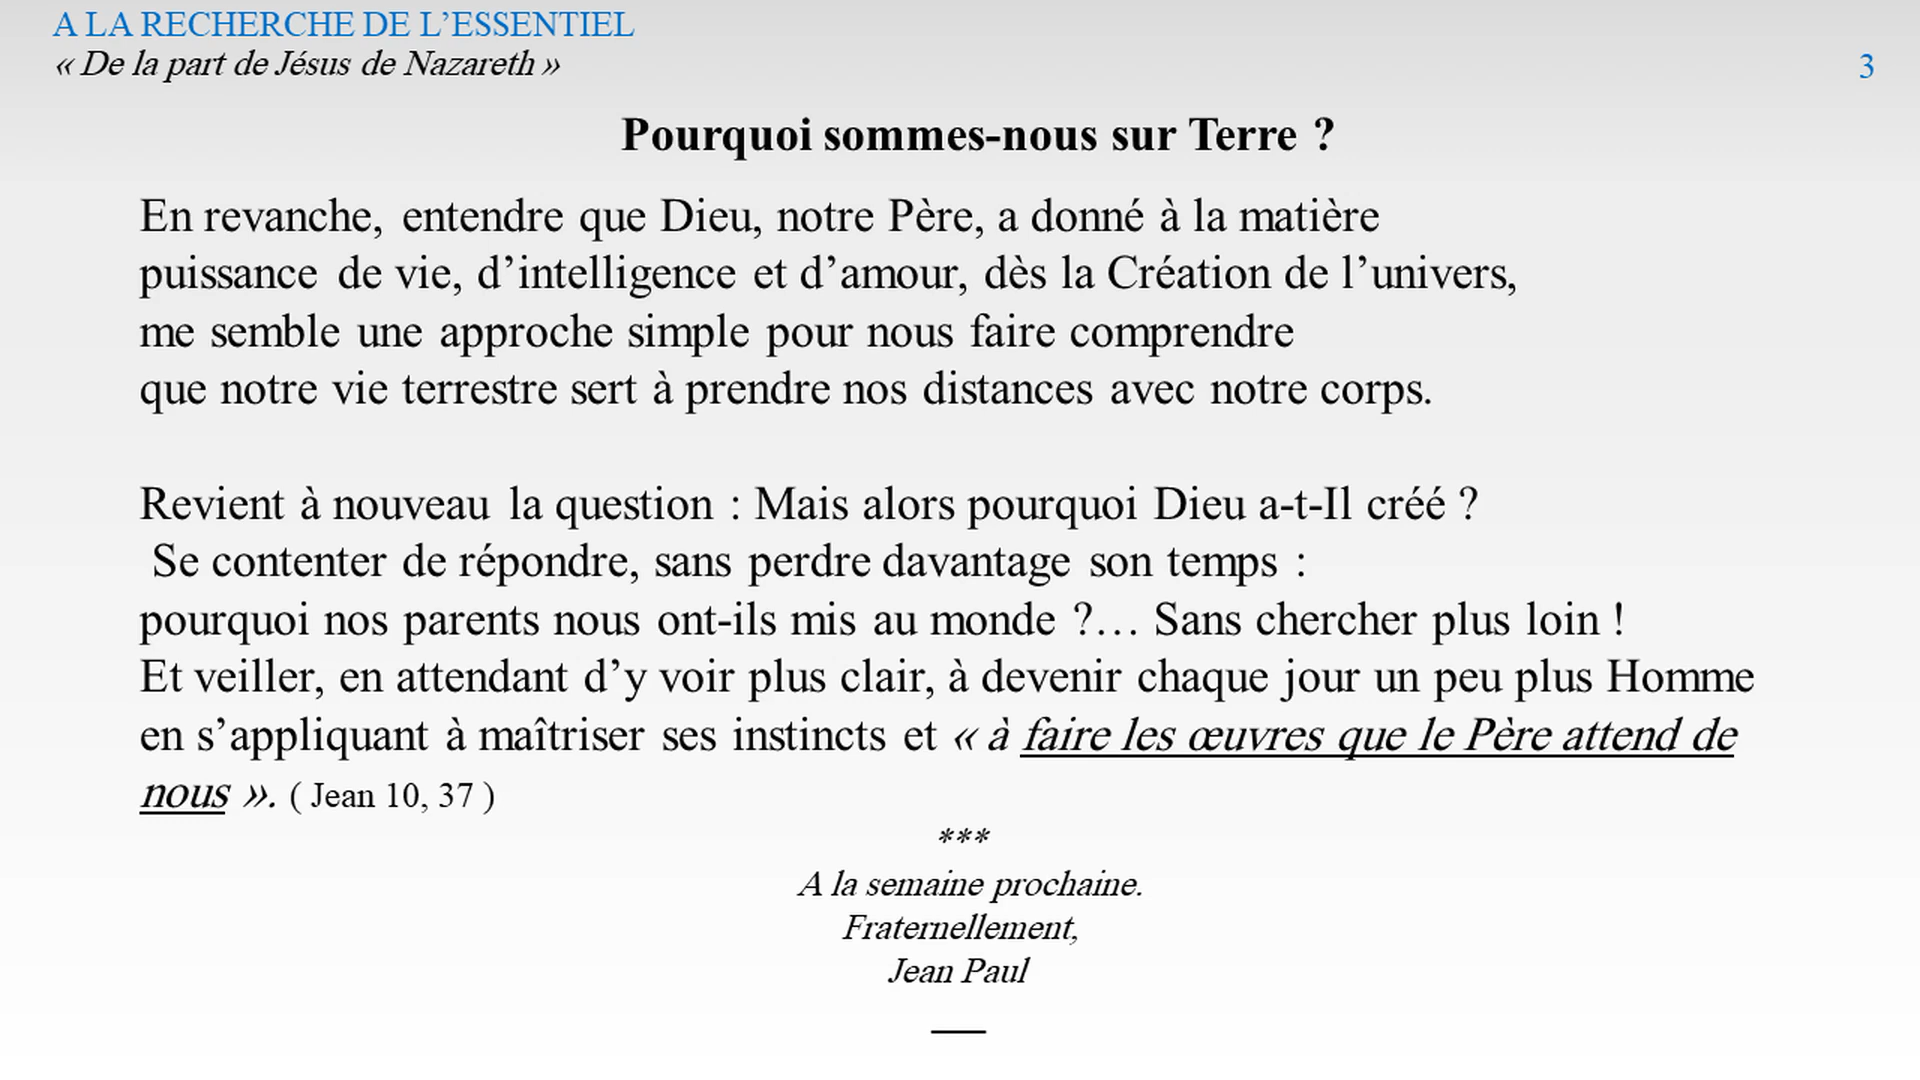 A LA RECHERCHE DE L’ESSENTIEL
« De la part de Jésus de Nazareth »
3
Pourquoi sommes-nous sur Terre ?
En revanche, entendre que Dieu, notre Père, a donné à la matière
puissance de vie, d’intelligence et d’amour, dès la Création de l’univers,
me semble une approche simple pour nous faire comprendre
que notre vie terrestre sert à prendre nos distances avec notre corps.
Revient à nouveau la question : Mais alors pourquoi Dieu a-t-Il créé ?
Se contenter de répondre, sans perdre davantage son temps :
pourquoi nos parents nous ont-ils mis au monde ?… Sans chercher plus loin !
Et veiller, en attendant d’y voir plus clair, à devenir chaque jour un peu plus Homme
en s’appliquant à maîtriser ses instincts et « à faire les œuvres que le Père attend de
nous ». ( Jean 10, 37 )
***
A la semaine prochaine.
Fraternellement,
Jean Paul